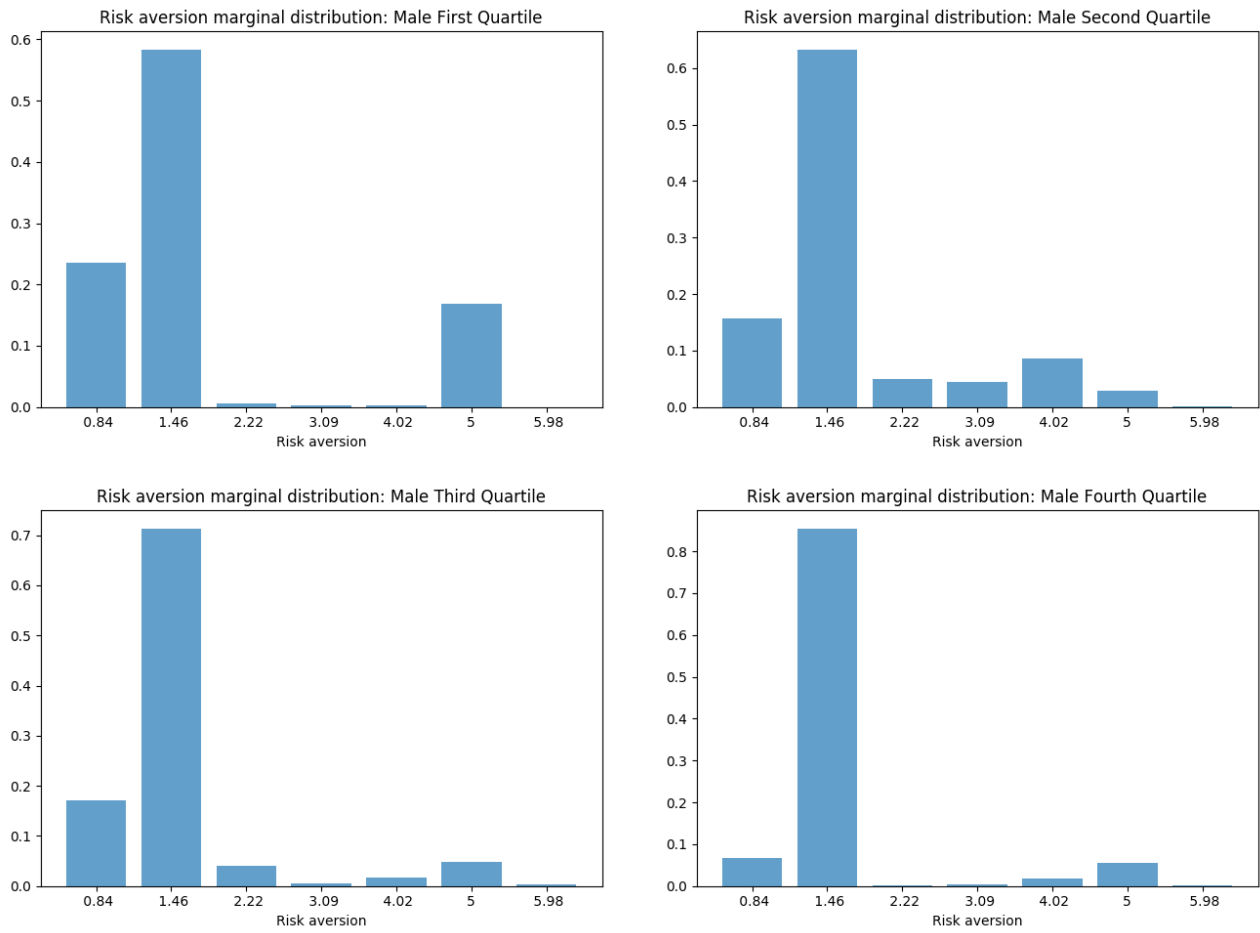 Risk aversion marginal distribution: Male First Quartile
0.6
0.5
0.4
0.3
0.2
0.1
0.0
0.84 1.46 2.22 3.09 4.02 5 5.98
Risk aversion
Risk aversion marginal distribution: Male Second Quartile
0.6
0.5
0.4
0.3
0.2
0.1
0.0
0.84 1.46 2.22 3.09 4.02 5 5.98
Risk aversion
Risk aversion marginal distribution: Male Third Quartile
0.7
0.6
0.5
0.4
0.3
0.2
0.1
0.0
0.84 1.46 2.22 3.09 4.02 5 5.98
Risk aversion
Risk aversion marginal distribution: Male Fourth Quartile
0.8
0.7
0.6
0.5
0.4
0.3
0.2
0.1
0.0
0.84 1.46 2.22 3.09 4.02 5 5.98
Risk aversion